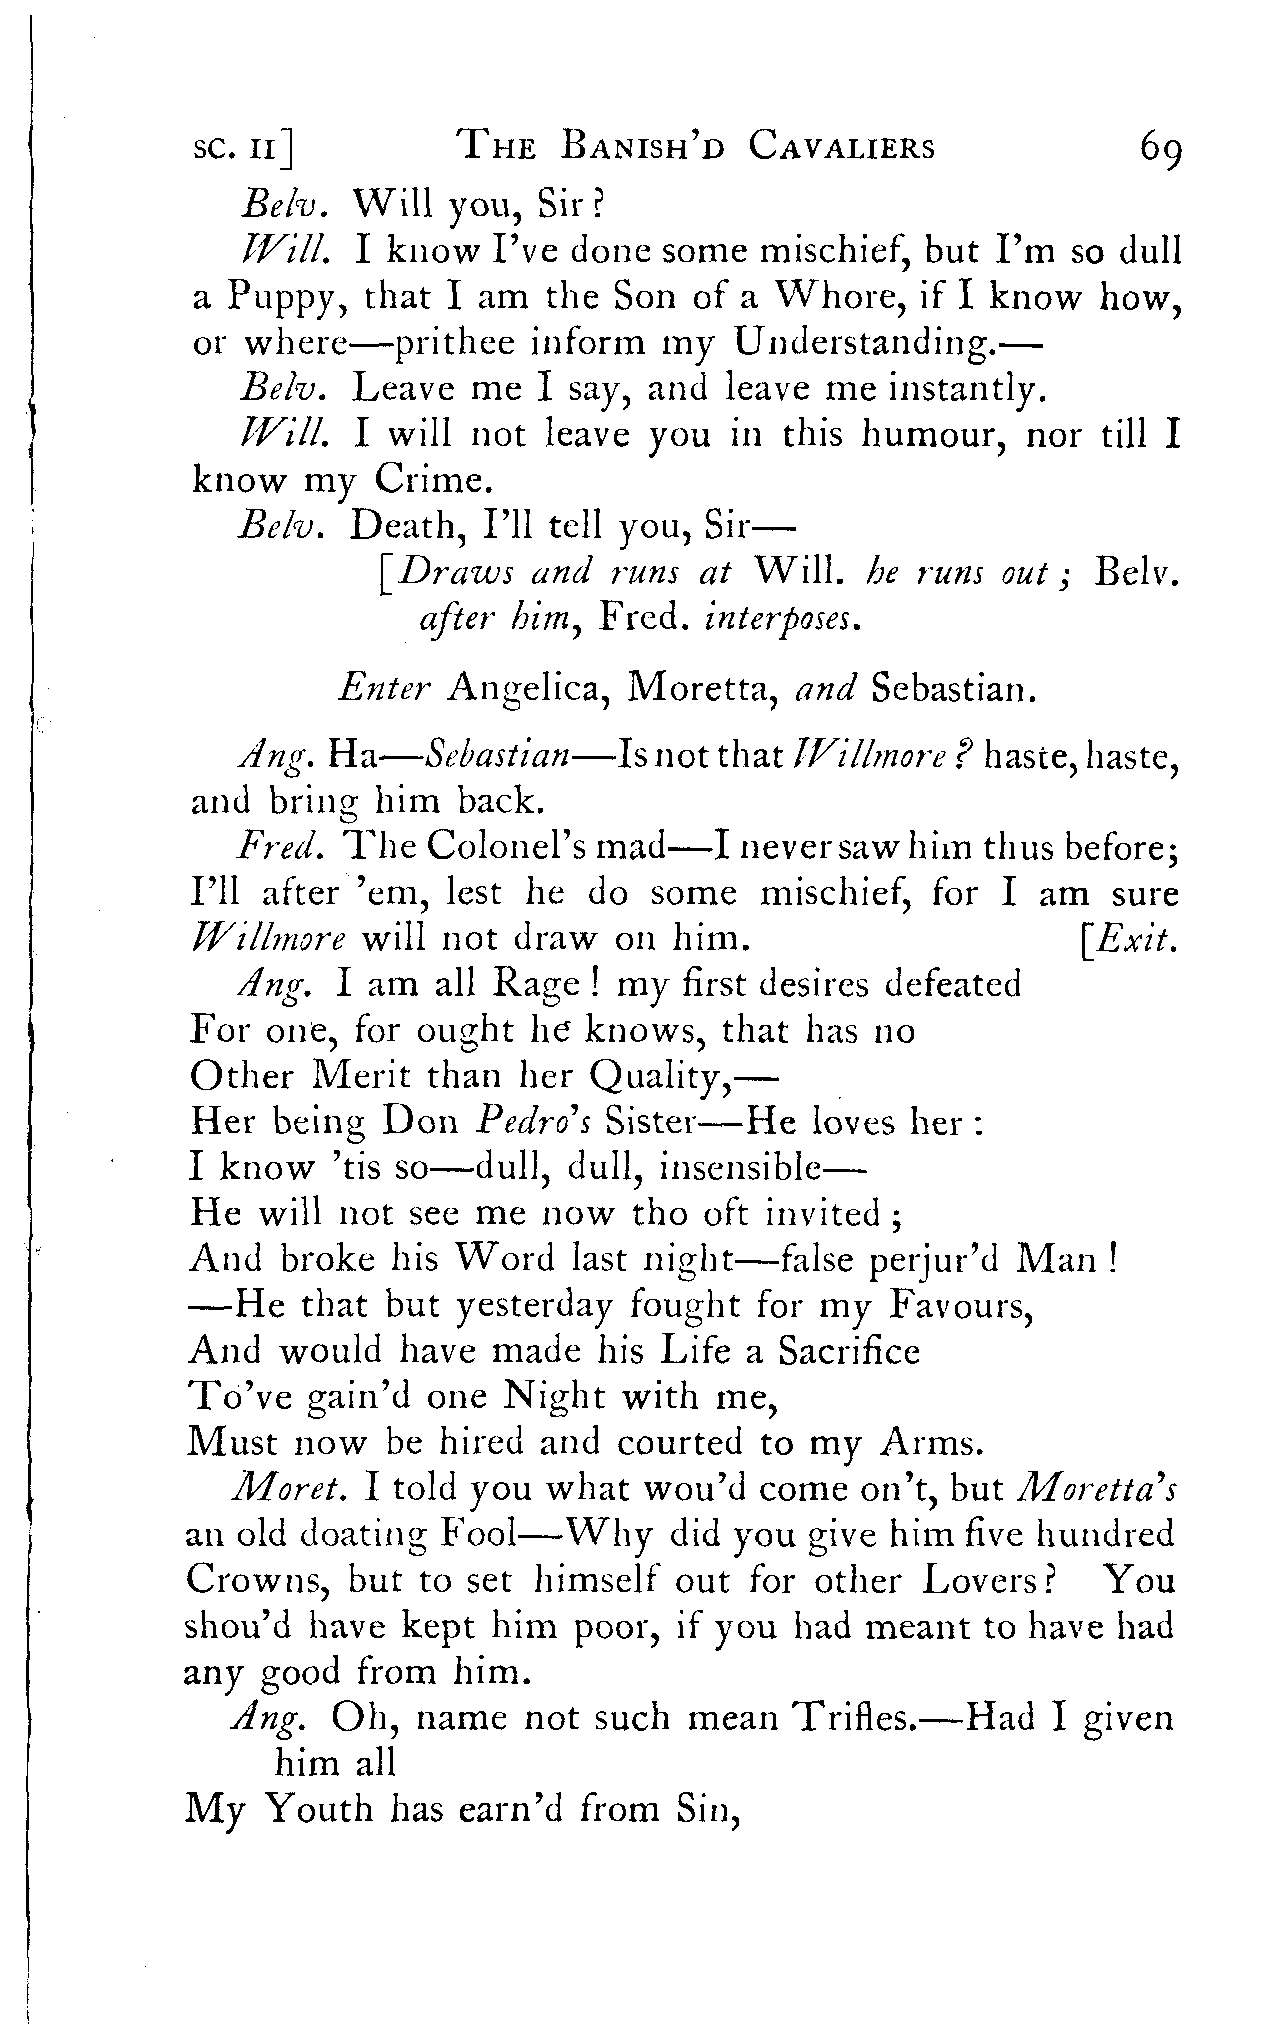 SC. II] THE BANISH'D CAVALIERS 69
Belv. Will you, Sir?
Will. I know I've done some mischief, but I'm so dull
a Puppy, that I am the Son of a Whore, if I know how,
or where—prithee inform my Understanding.—
Belv. Leave me I say, and leave me instantly.
Will. I will not leave you in this humour, nor till I
know my Crime.
Belv. Death, I'll tell you, Sir—
[Draws and runs at Will. he runs out; Belv.
after him, Fred. interposes.
Enter Angelica, Moretta, and Sebastian.
Ang. Ha—Sebastian—Is not that Willmore? haste, haste,
and bring him back.
Fred. The Colonel's mad—I never saw him thus before;
I'll after 'em, lest he do some mischief, for I am sure
Willmore will not draw on him. [Exit.
Ang. I am all Rage! my first desires defeated
For one, for ought he knows, that has no
Other Merit than her Quality,—
Her being Don Pedro's Sister—He loves her:
I know 'tis so—dull, dull, insensible—
He will not see me now tho oft invited;
And broke his Word last night—false perjur'd Man!
—He that but yesterday fought for my Favours,
And would have made his Life a Sacrifice
To've gain'd one Night with me,
Must now be hired and courted to my Arms.
Moret. I told you what wou'd come on't, but Moretta's
an old doating Fool—Why did you give him five hundred
Crowns, but to set himself out for other Lovers? You
shou'd have kept him poor, if you had meant to have had
any good from him.
Ang. Oh, name not such mean Trifles.—Had I given
him all
My Youth has earn'd from Sin,